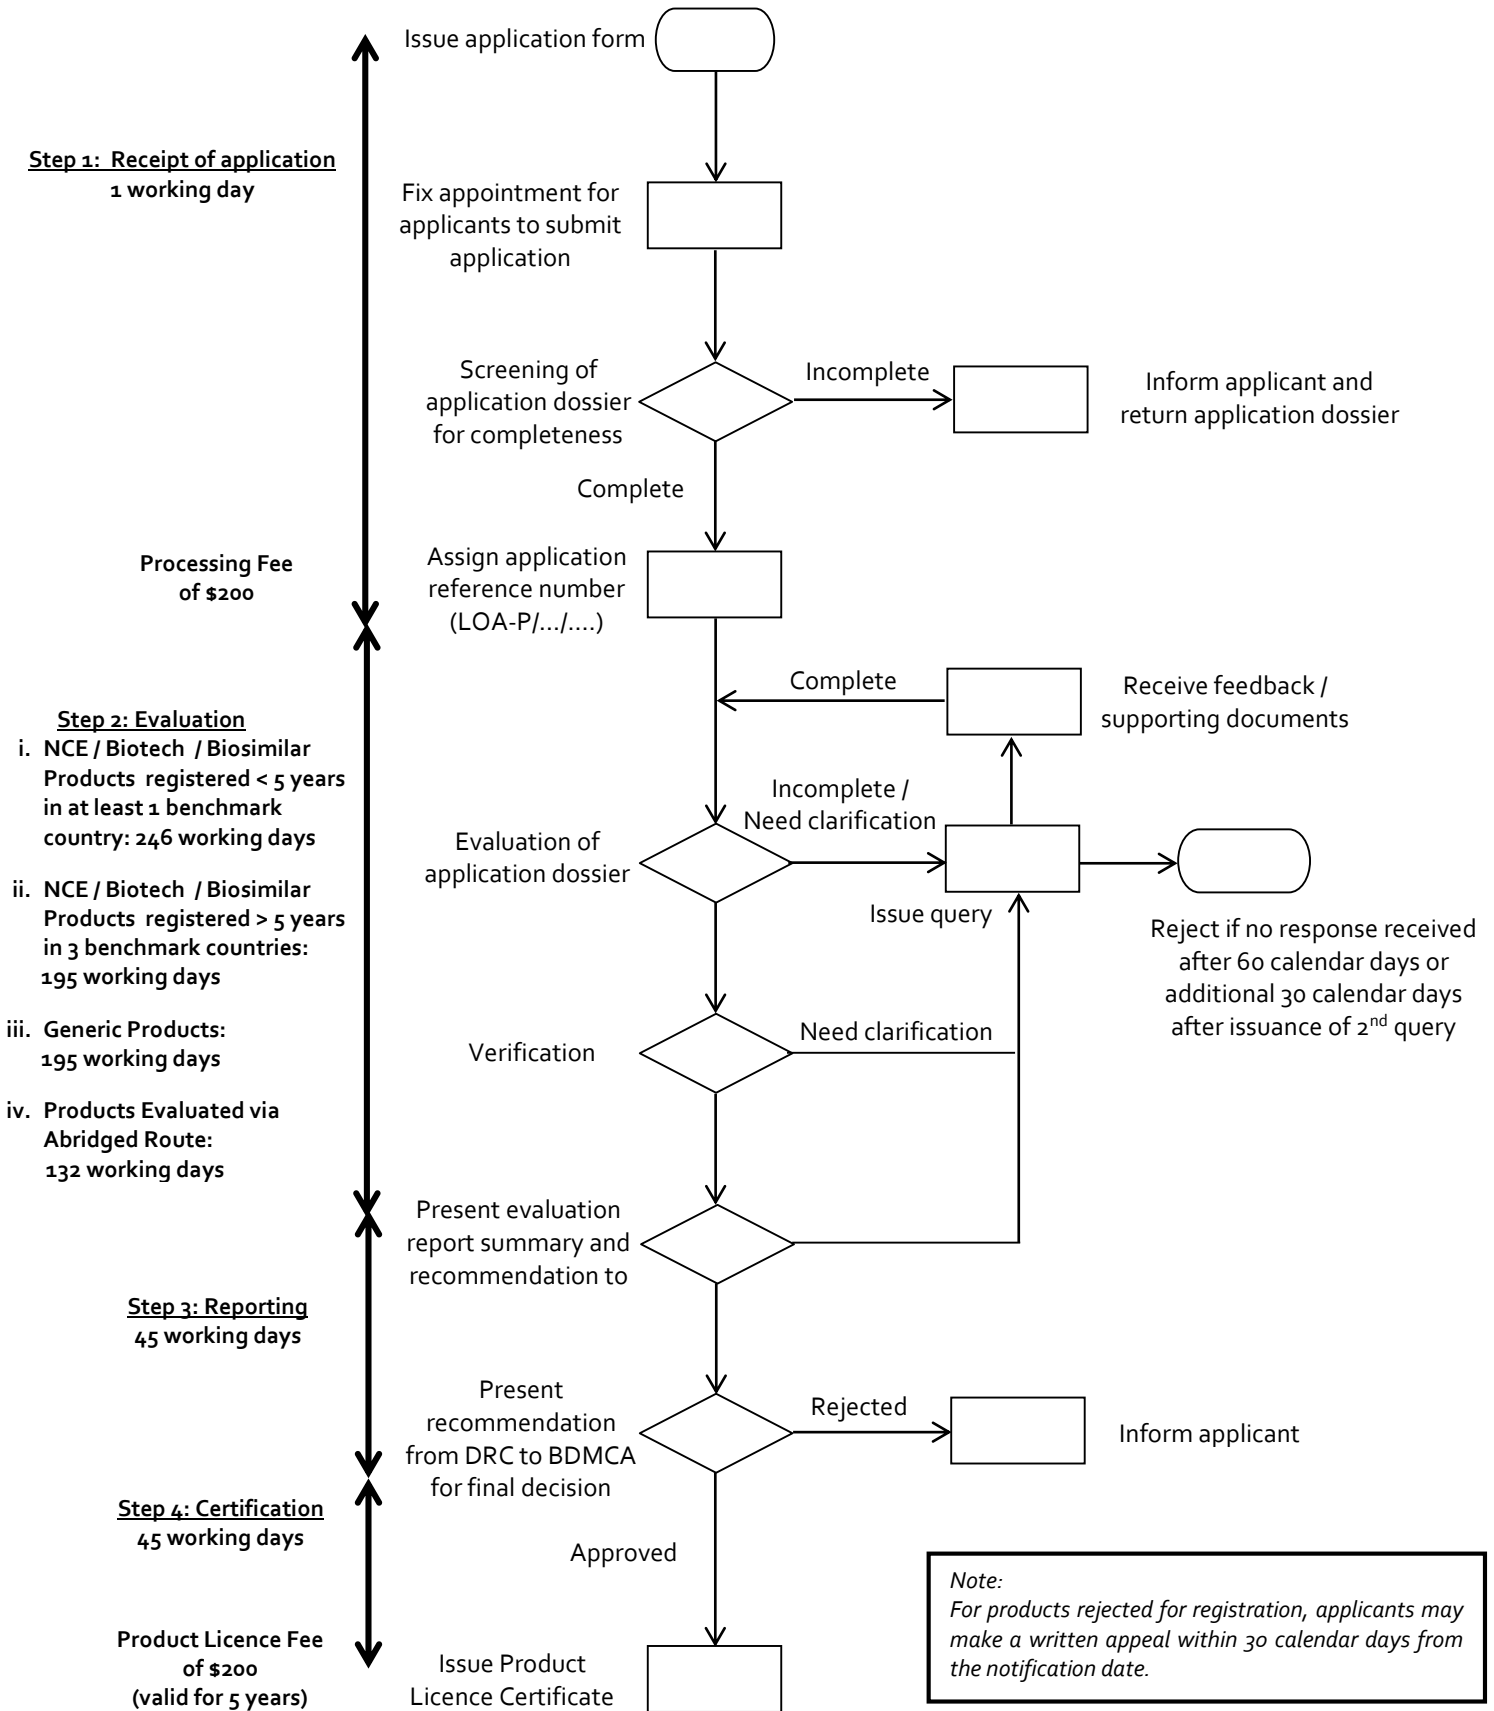 Issue application form
Step 1:  Receipt of application
1 working day
Fix appointment for
applicants to submit
application
Screening of
application dossier
for completeness
Incomplete
Inform applicant and
return application dossier
Complete
Processing Fee
of $200
Assign application
reference number
(LOA-P/.../....)
Complete
Receive feedback /
supporting documents
Step 2: Evaluation
i. NCE / Biotech / Biosimilar
Products registered < 5 years
in at least 1 benchmark
country: 246 working days
ii. NCE / Biotech / Biosimilar
Products registered > 5 years
in 3 benchmark countries:
195 working days
iii. Generic Products:
195 working days
iv. Products Evaluated via
Abridged Route:
132 working days
Evaluation of
application dossier
Incomplete /
Need clarification
Issue query
Reject if no response received
after 60 calendar days or
additional 30 calendar days
after issuance of 2nd query
Verification
Need clarification
Present evaluation
report summary and
recommendation to
Step 3: Reporting
45 working days
Present
recommendation
from DRC to BDMCA
for final decision
Rejected
Inform applicant
Step 4: Certification
45 working days
Approved
Product Licence Fee
of $200
(valid for 5 years)
Issue Product
Licence Certificate
Note:
For products rejected for registration, applicants may
make a written appeal within 30 calendar days from
the notification date.